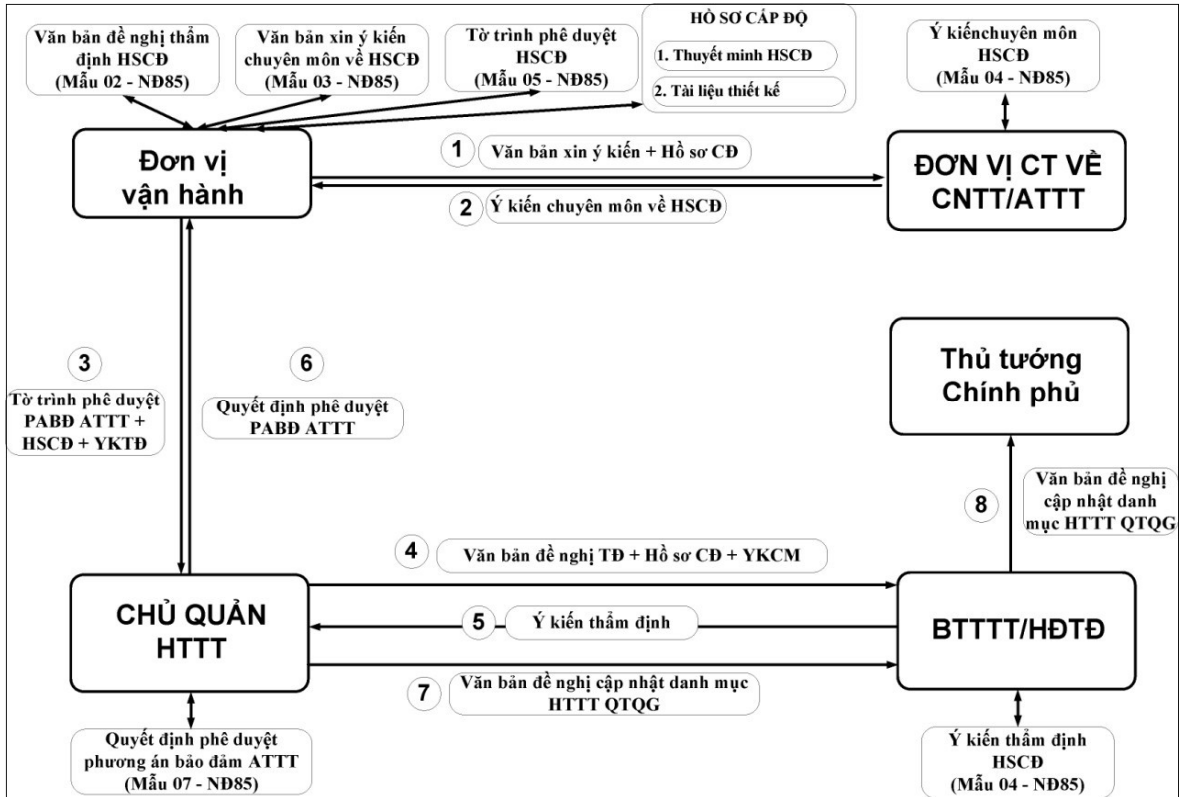 Văn bản đề nghị thẩm
định HSCĐ
(Mẫu 02 - NĐ85)
Văn bản xin ý kiến
chuyên môn về HSCĐ
(Mẫu 03 - NĐ85)
Tờ trình phê duyệt
HSCĐ
(Mẫu 05 - NĐ85)
HỒ SƠ CẤP ĐỘ
1. Thuyết minh HSCĐ
2. Tài liệu thiết kế
Ý kiếnchuyên môn
HSCĐ
(Mẫu 04 - NĐ85)
Đơn vị
vận hành
1
Văn bản xin ý kiến + Hồ sơ CĐ
2
Ý kiến chuyên môn về HSCĐ
ĐƠN VỊ CT VỀ
CNTT/ATTT
3
Tờ trình phê duyệt
PABĐ ATTT +
HSCĐ + YKTĐ
6
Quyết định phê duyệt
PABĐ ATTT
Thủ tướng
Chính phủ
8
Văn bản đề nghị
cập nhật danh
mục HTTT QTQG
4
Văn bản đề nghị TĐ + Hồ sơ CĐ + YKCM
CHỦ QUẢN
HTTT
5
Ý kiến thẩm định
BTTTT/HĐTĐ
7
Văn bản đề nghị cập nhật danh mục
HTTT QTQG
Quyết định phê duyệt
phương án bảo đảm ATTT
(Mẫu 07 - NĐ85)
Ý kiến thẩm định
HSCĐ
(Mẫu 04 - NĐ85)